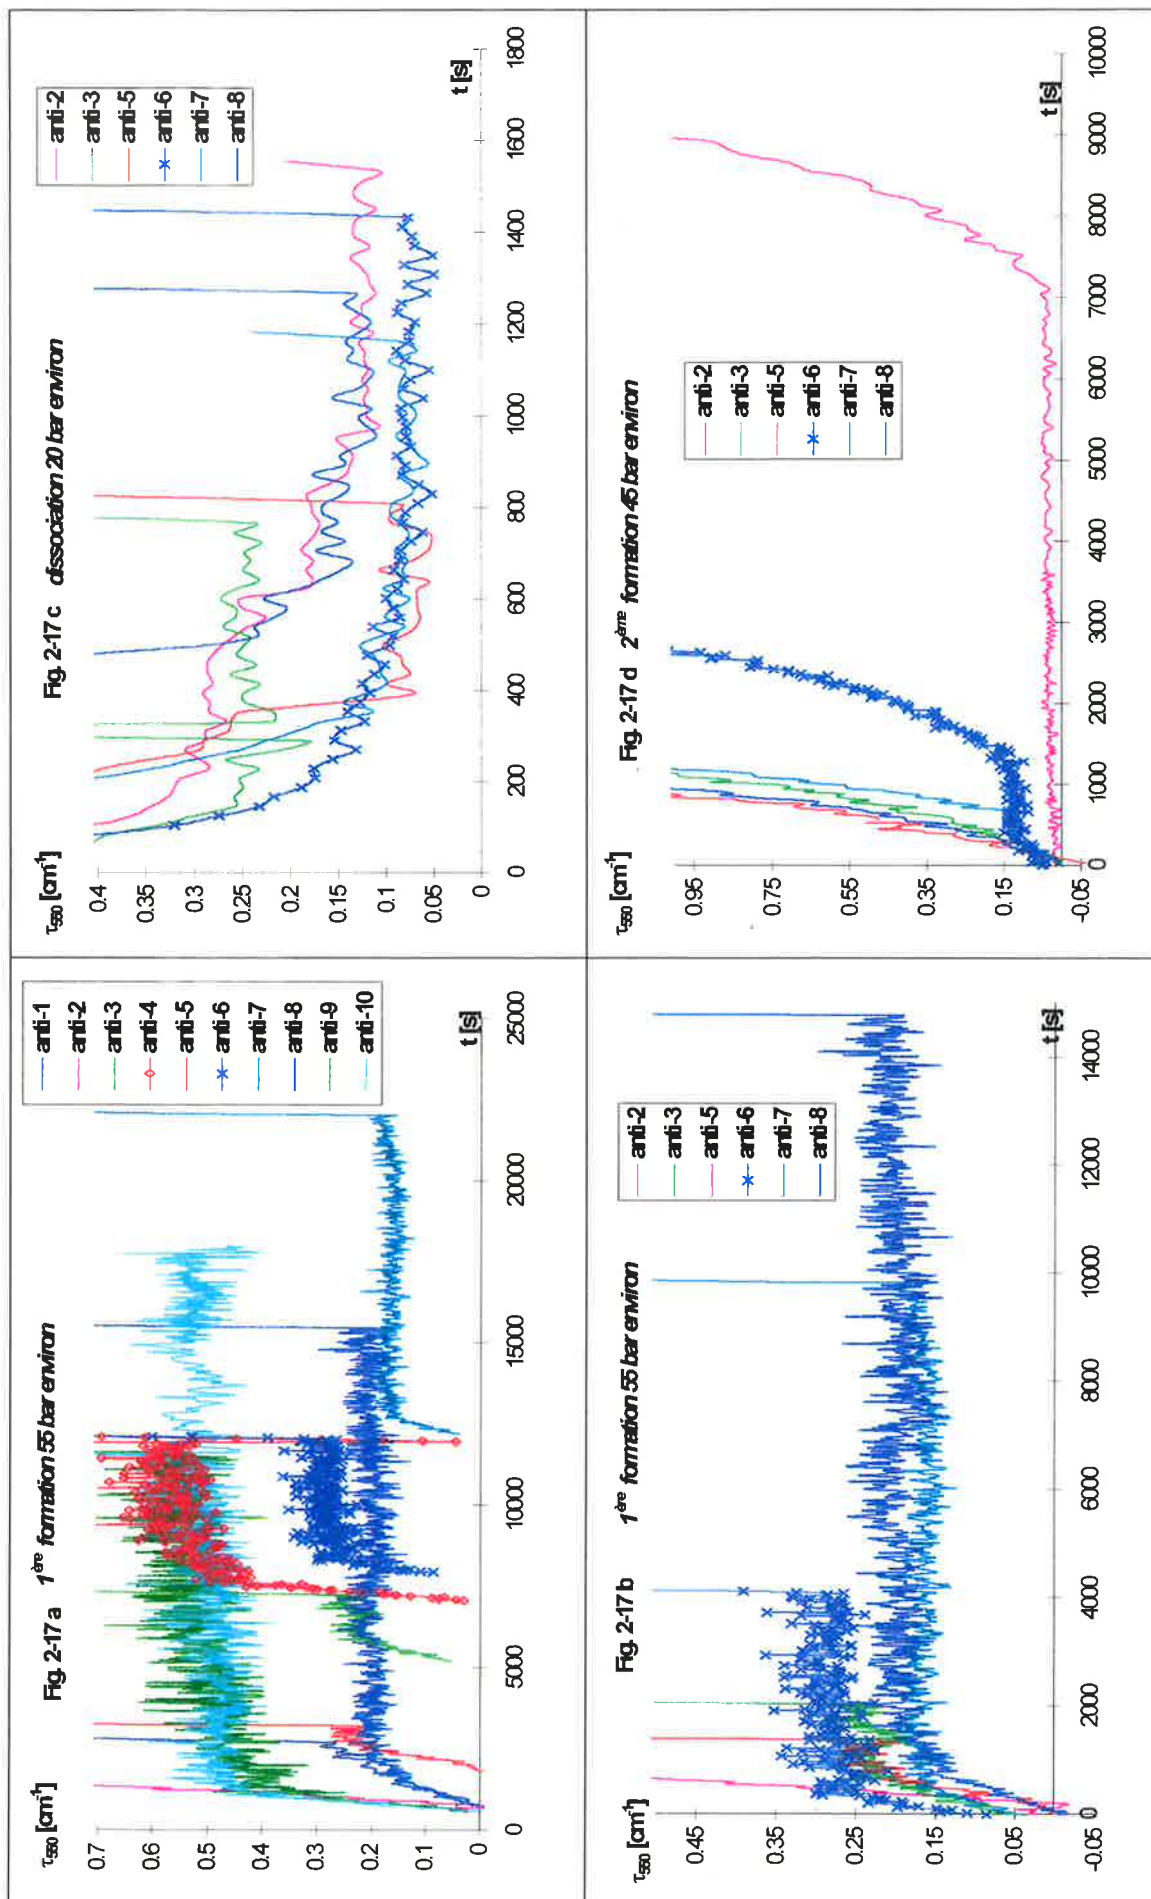 τ₅₅₀ [cm⁻¹]
Fig. 2-17 a 1ère formation 55 bar environ
0.7
0.6
0.5
0.4
0.3
0.2
0.1
0
0 5000 10000 15000 20000 25000
t [s]
anti-1
anti-2
anti-3
anti-4
anti-5
anti-6
anti-7
anti-8
anti-9
anti-10
τ₅₅₀ [cm⁻¹]
Fig. 2-17 c dissociation 20 bar environ
0.4
0.35
0.3
0.25
0.2
0.15
0.1
0.05
0
0 200 400 600 800 1000 1200 1400 1600 1800
t [s]
anti-2
anti-3
anti-5
anti-6
anti-7
anti-8
τ₅₅₀ [cm⁻¹]
Fig. 2-17 b 1ère formation 55 bar environ
0.45
0.35
0.25
0.15
0.05
-0.05
0 2000 4000 6000 8000 10000 12000 14000
t [s]
anti-2
anti-3
anti-5
anti-6
anti-7
anti-8
τ₅₅₀ [cm⁻¹]
Fig. 2-17 d 2ème formation 45 bar environ
0.95
0.75
0.55
0.35
0.15
-0.05
0 1000 2000 3000 4000 5000 6000 7000 8000 9000 10000
t [s]
anti-2
anti-3
anti-5
anti-6
anti-7
anti-8